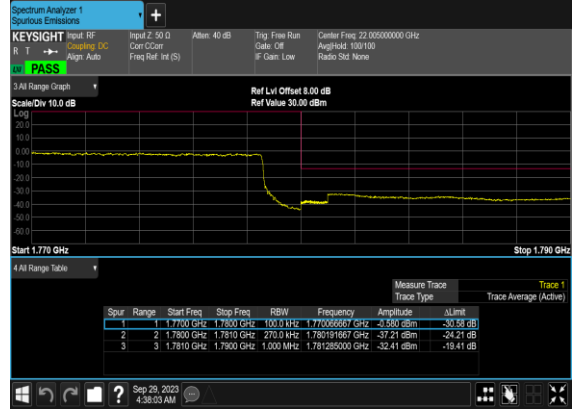 Spectrum Analyzer 1
Spurious Emissions
KEYSIGHT Input: RF Input Z: 50 Ω Atten: 40 dB Trig: Free Run Center Freq: 22.005000000 GHz
R T Coupling: DC Corr CCorr Gate: Off Avg|Hold: 100/100
Align: Auto Freq Ref: Int (S) IF Gain: Low Radio Std: None
PASS
3 All Range Graph
Ref Lvl Offset 8.00 dB
Scale/Div 10.0 dB Ref Value 30.00 dBm
Log
20.0
10.0
0.00
-10.0
-20.0
-30.0
-40.0
-50.0
-60.0
Start 1.770 GHz Stop 1.790 GHz
4 All Range Table
Measure Trace Trace 1
Trace Type Trace Average (Active)
Spur Range Start Freq Stop Freq RBW Frequency Amplitude ΔLimit
1 1 1.7700 GHz 1.7800 GHz 100.0 kHz 1.770066667 GHz -0.580 dBm -30.58 dB
2 2 1.7800 GHz 1.7810 GHz 270.0 kHz 1.780191667 GHz -37.21 dBm -24.21 dB
3 3 1.7810 GHz 1.7900 GHz 1.000 MHz 1.781285000 GHz -32.41 dBm -19.41 dB
Sep 29, 2023
4:38:03 AM